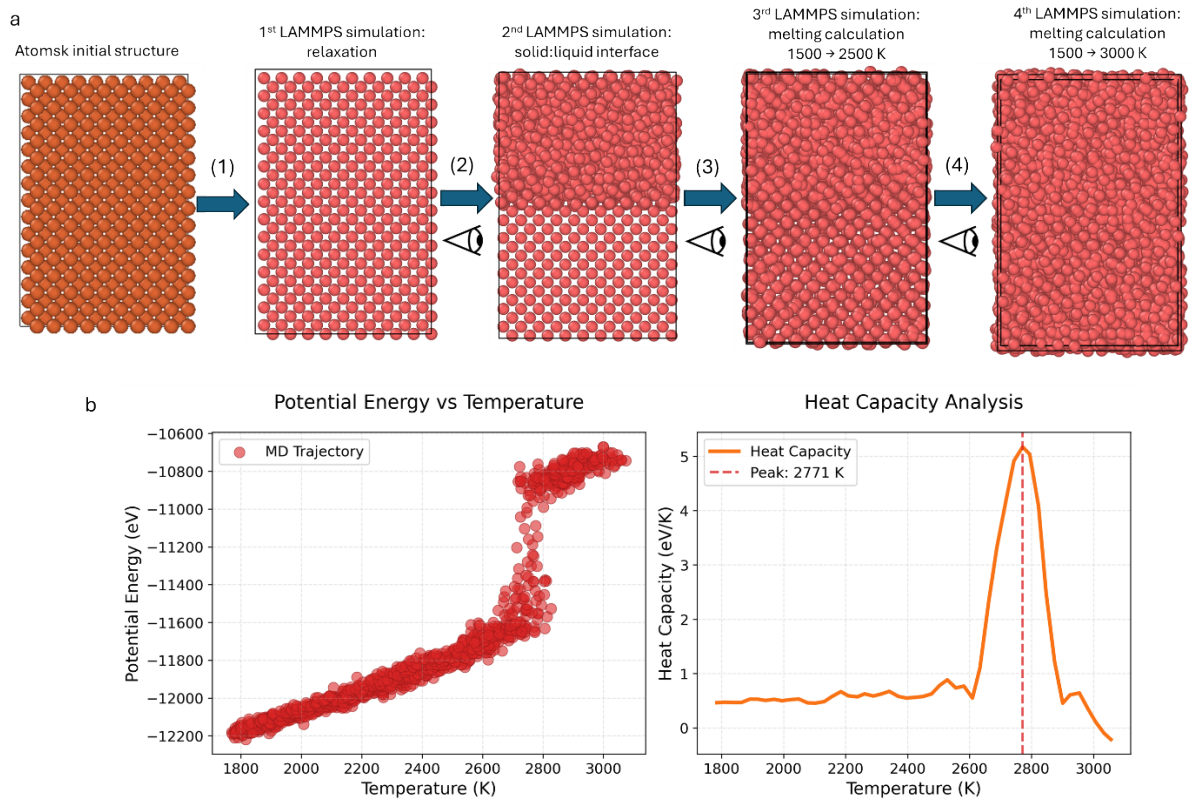 a
Atomsk initial structure
1st LAMMPS simulation:
relaxation
2nd LAMMPS simulation:
solid:liquid interface
3rd LAMMPS simulation:
melting calculation
1500 → 2500 K
4th LAMMPS simulation:
melting calculation
1500 → 3000 K
(1)
(2)
(3)
(4)
b
Potential Energy vs Temperature
MD Trajectory
Potential Energy (eV)
−10600
−10800
−11000
−11200
−11400
−11600
−11800
−12000
−12200
1800
2000
2200
2400
2600
2800
3000
Temperature (K)
Heat Capacity Analysis
Heat Capacity
Peak: 2771 K
Heat Capacity (eV/K)
5
4
3
2
1
0
1800
2000
2200
2400
2600
2800
3000
Temperature (K)